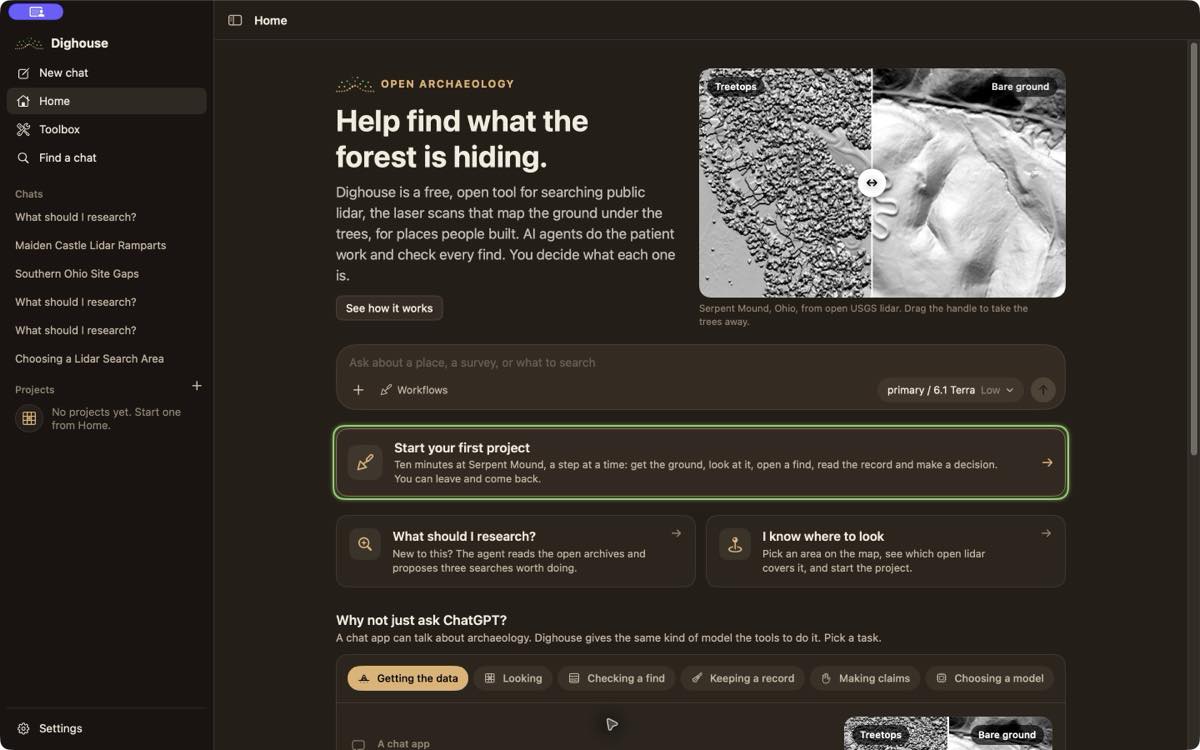 Dighouse
New chat
Home
Toolbox
Find a chat
Chats
What should I research?
Maiden Castle Lidar Ramparts
Southern Ohio Site Gaps
What should I research?
What should I research?
Choosing a Lidar Search Area
Projects
No projects yet. Start one
from Home.
Settings
Home
OPEN ARCHAEOLOGY
Help find what the
forest is hiding.
Dighouse is a free, open tool for searching public
lidar, the laser scans that map the ground under the
trees, for places people built. AI agents do the patient
work and check every find. You decide what each one
is.
See how it works
Treetops
Bare ground
Serpent Mound, Ohio, from open USGS lidar. Drag the handle to take the
trees away.
Ask about a place, a survey, or what to search
Workflows
primary / 6.1 Terra Low
Start your first project
Ten minutes at Serpent Mound, a step at a time: get the ground, look at it, open a find, read the record and make a decision.
You can leave and come back.
What should I research?
New to this? The agent reads the open archives and
proposes three searches worth doing.
I know where to look
Pick an area on the map, see which open lidar
covers it, and start the project.
Why not just ask ChatGPT?
A chat app can talk about archaeology. Dighouse gives the same kind of model the tools to do it. Pick a task.
Getting the data
Looking
Checking a find
Keeping a record
Making claims
Choosing a model
A chat app
Treetops
Bare ground